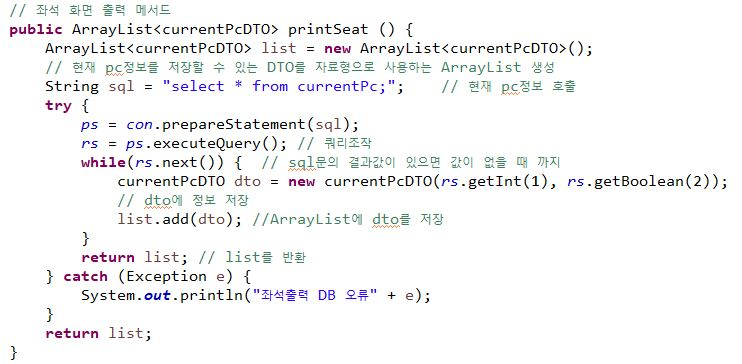 // 좌석 화면 출력 메서드
public ArrayList<currentPcDTO> printSeat () {
    ArrayList<currentPcDTO> list = new ArrayList<currentPcDTO>();
    // 현재 pc정보를 저장할 수 있는 DTO를 자료형으로 사용하는 ArrayList 생성
    String sql = "select * from currentPc;";    // 현재 pc정보 호출
    try {
        ps = con.prepareStatement(sql);
        rs = ps.executeQuery(); // 쿼리조작
        while(rs.next()) {  // sql문의 결과값이 있으면 값이 없을 때 까지
            currentPcDTO dto = new currentPcDTO(rs.getInt(1), rs.getBoolean(2));
            // dto에 정보 저장
            list.add(dto); //ArrayList에 dto를 저장
        }
        return list; // list를 반환
    } catch (Exception e) {
        System.out.println("좌석출력 DB 오류" + e);
    }
    return list;
}